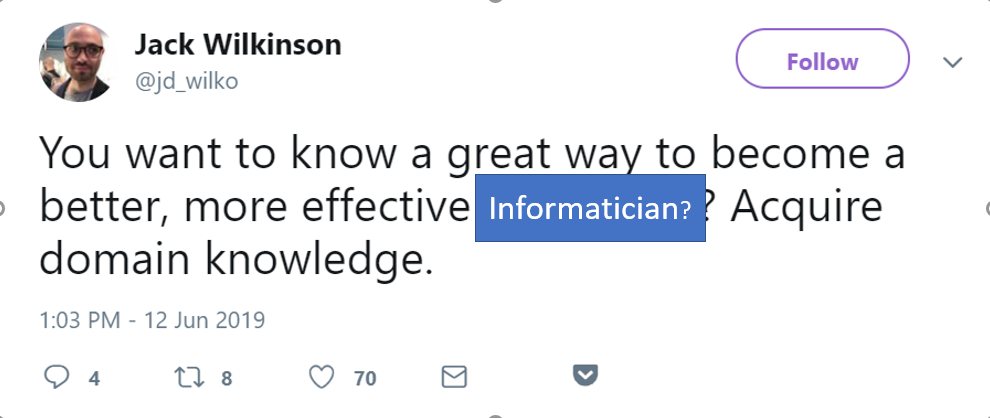 Jack Wilkinson
@jd_wilko
Follow
You want to know a great way to become a
better, more effective Informatician? ? Acquire
domain knowledge.
1:03 PM - 12 Jun 2019
4 8 70